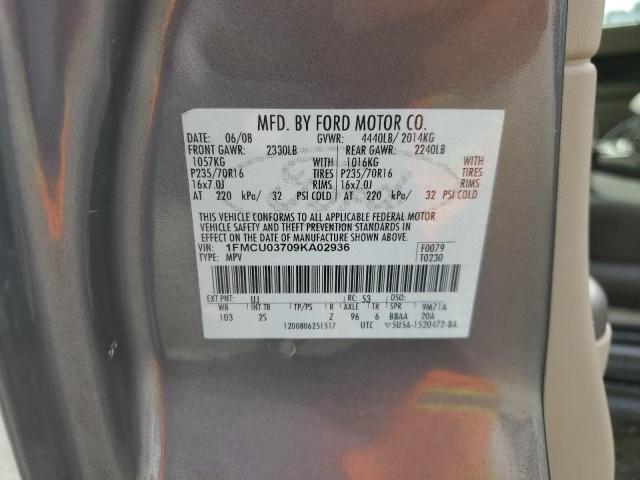 MFD. BY FORD MOTOR CO.
DATE: 06/08 GVWR: 4440LB/ 2014KG
FRONT GAWR: 2330LB REAR GAWR: 2240LB
1057KG WITH 1016KG WITH
P235/70R16 TIRES P235/70R16 TIRES
16x7.0J RIMS 16x7.0J RIMS
AT 220 kPa/ 32 PSI COLD AT 220 kPa/ 32 PSI COLD
THIS VEHICLE CONFORMS TO ALL APPLICABLE FEDERAL MOTOR
VEHICLE SAFETY AND THEFT PREVENTION STANDARDS IN
EFFECT ON THE DATE OF MANUFACTURE SHOWN ABOVE.
VIN: 1FMCU03709KA02936 F0079
TYPE: MPV T0230
EXT PNT: UJ RC: 53 DSO:
WB INT TR TP/PS R AXLE TR SPR 9M71A
103 2S Z 96 6 BBAA 20A
1200806251517 UTC 5U5A-1520472-BA